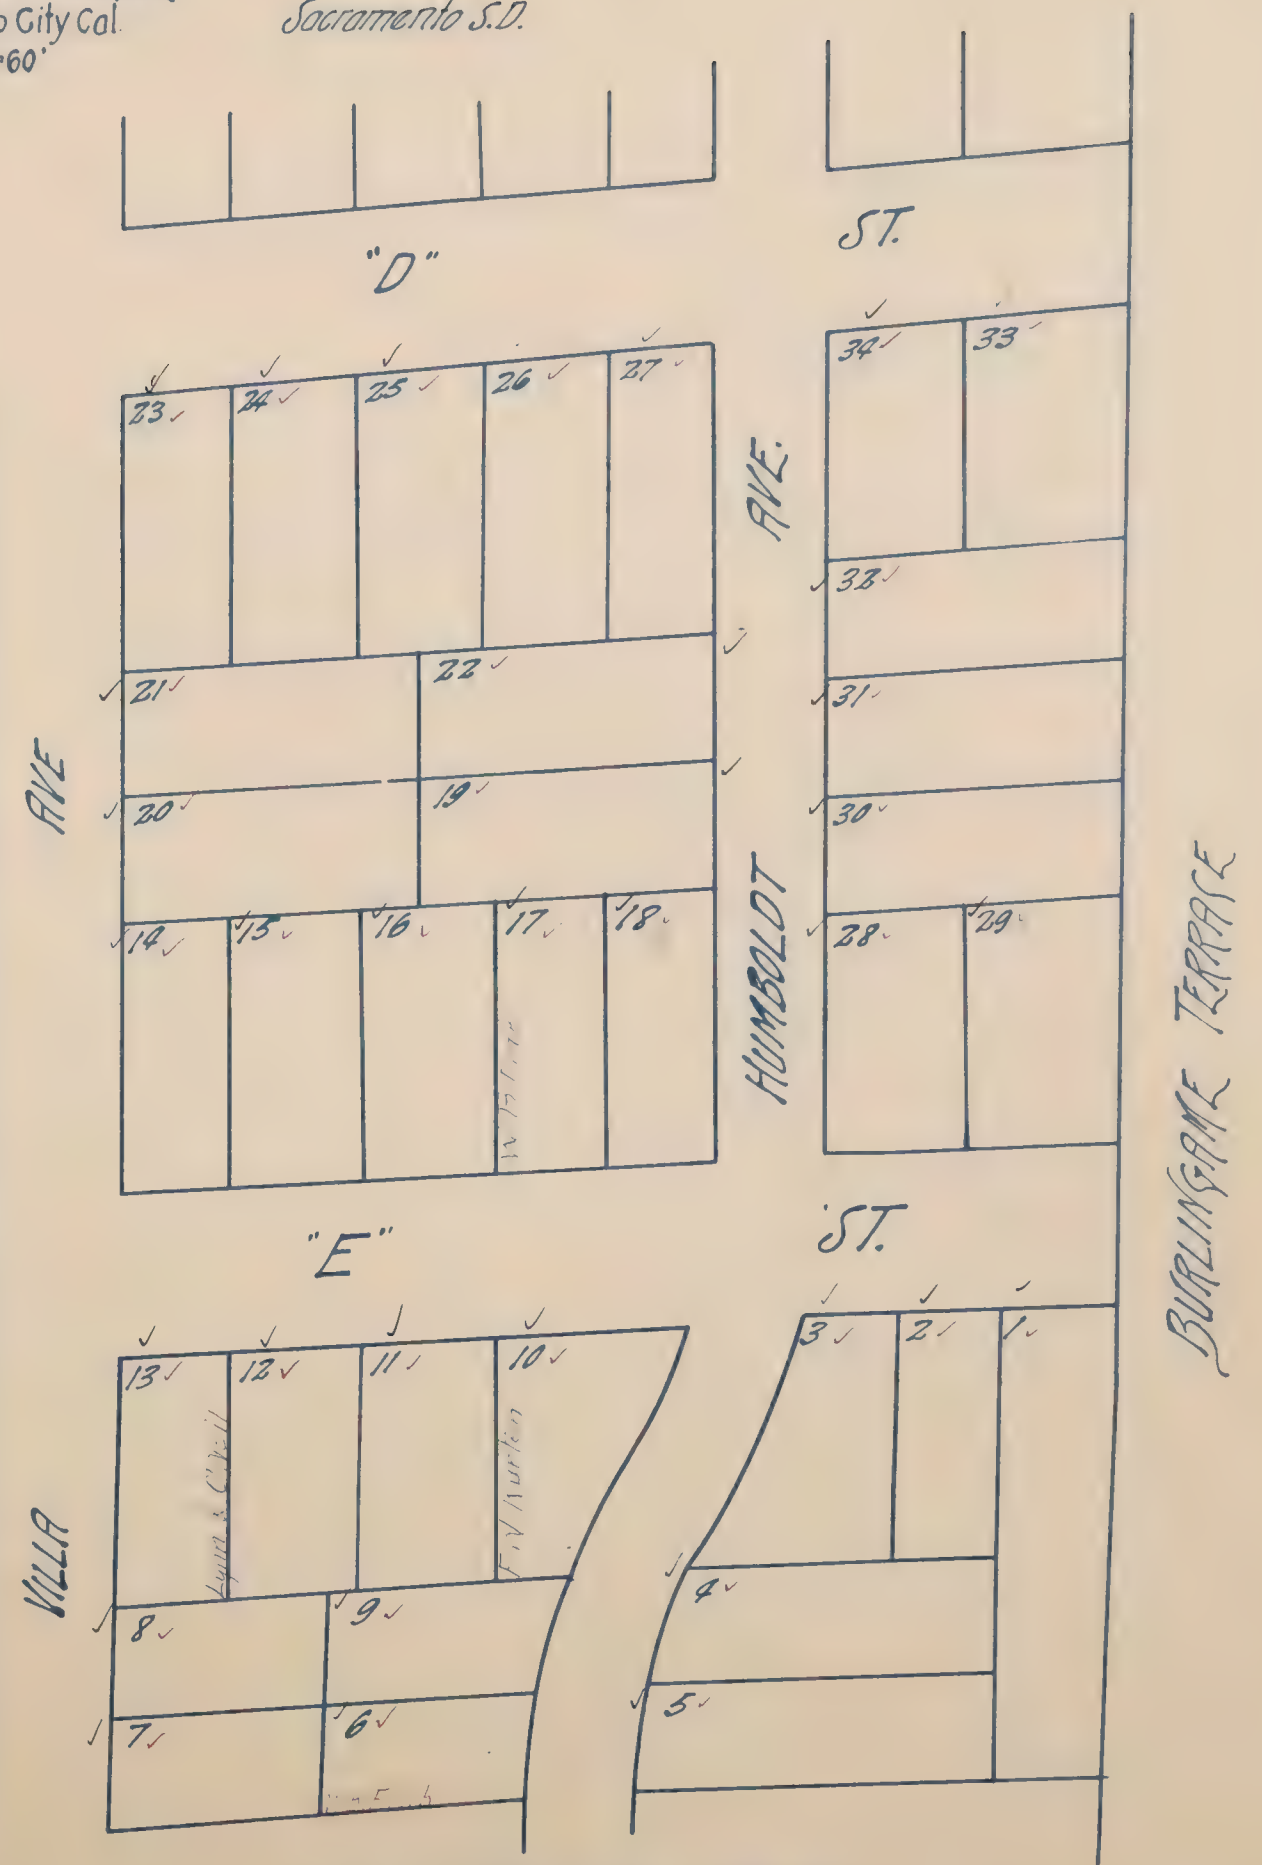 City Cal.
Sacramento S.D.
60'
"D" ST.
23 24 25 26 27
34 33
AVE.
32
21 22
31
AVE
20 19
30
14 15 16 17 18
28 29
HUMBOLDT
BURLINGAME TERRACE
"E" ST.
13 12 11 10
3 2 1
VILLA
8 9
4
7 6
5